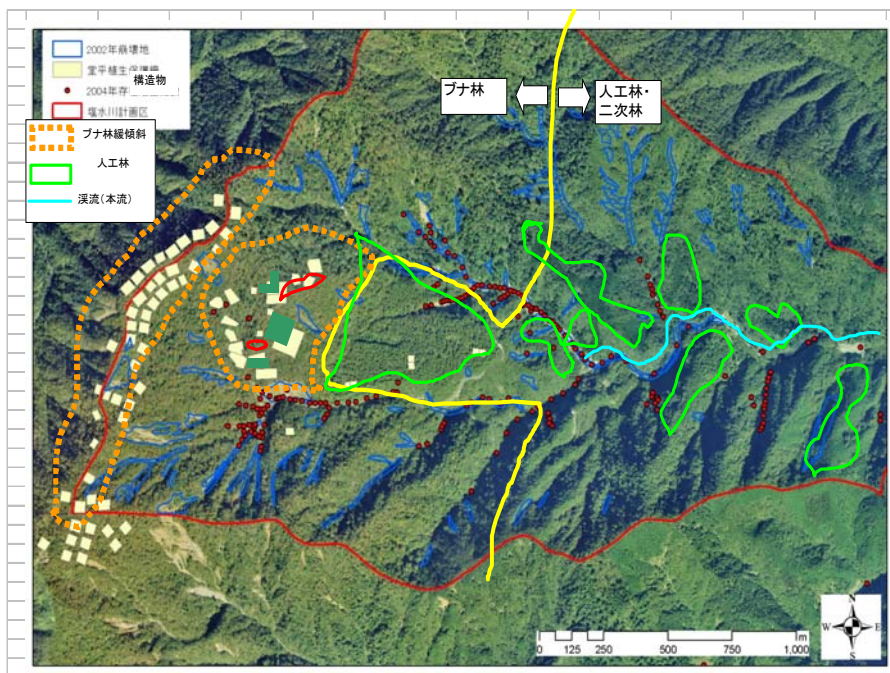 2002年崩壊地
堂平植生保護柵
構造物
2004年存
塩水川計画区
ブナ林緩傾斜
人工林
渓流(本流)
ブナ林
人工林・
二次林
N
W
E
S
0 125 250 500 750 1,000
m